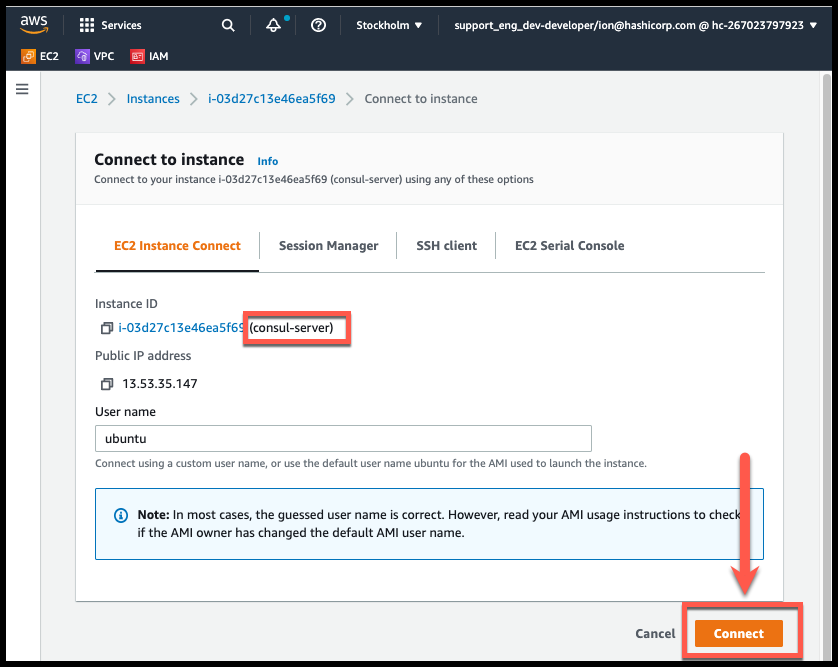 aws Services Stockholm support_eng_dev-developer/ion@hashicorp.com @ hc-267023797923
EC2 VPC IAM
EC2 Instances i-03d27c13e46ea5f69 Connect to instance
Connect to instance Info
Connect to your instance i-03d27c13e46ea5f69 (consul-server) using any of these options
EC2 Instance Connect Session Manager SSH client EC2 Serial Console
Instance ID
i-03d27c13e46ea5f69 (consul-server)
Public IP address
13.53.35.147
User name
ubuntu
Connect using a custom user name, or use the default user name ubuntu for the AMI used to launch the instance.
Note: In most cases, the guessed user name is correct. However, read your AMI usage instructions to check
if the AMI owner has changed the default AMI user name.
Cancel Connect